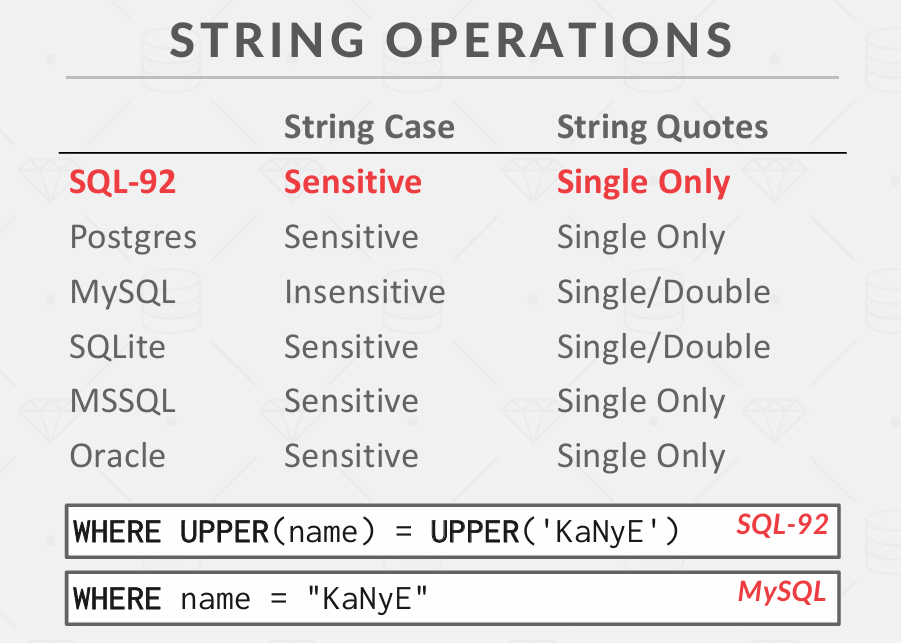 STRING OPERATIONS
String Case String Quotes
SQL-92 Sensitive Single Only
Postgres Sensitive Single Only
MySQL Insensitive Single/Double
SQLite Sensitive Single/Double
MSSQL Sensitive Single Only
Oracle Sensitive Single Only
WHERE UPPER(name) = UPPER('KaNyE') SQL-92
WHERE name = "KaNyE" MySQL